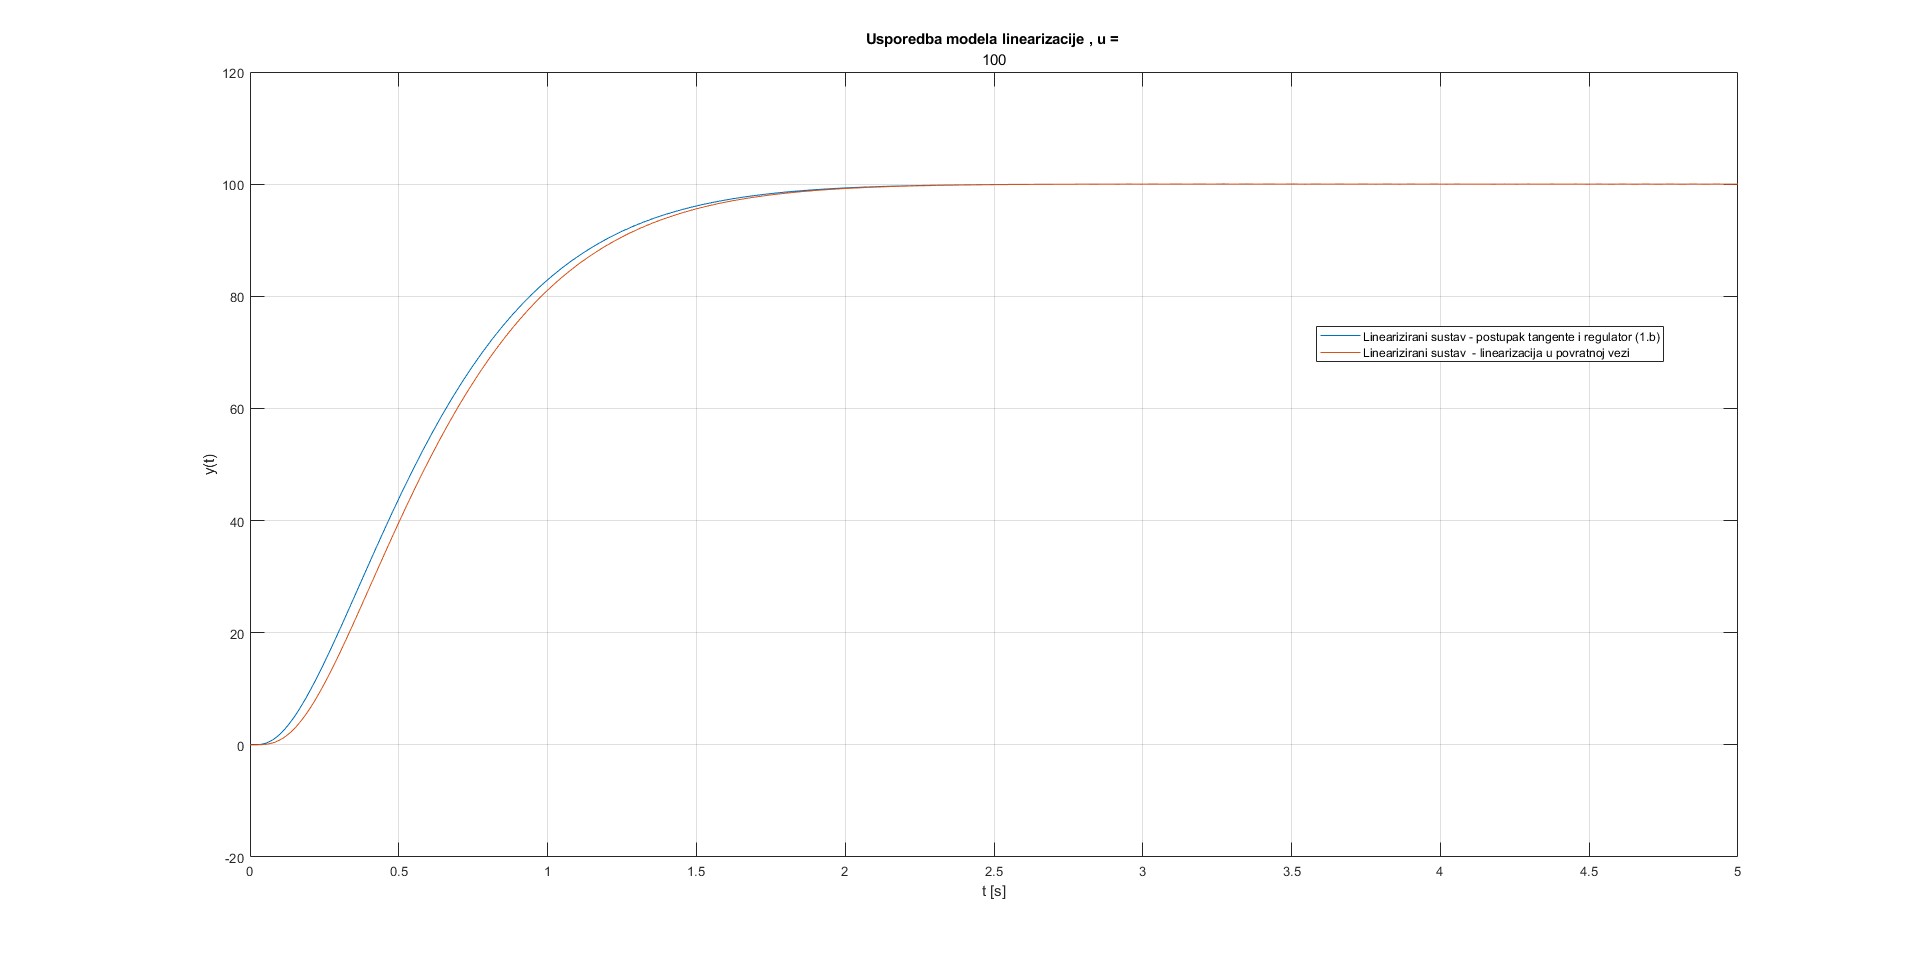 Usporedba modela linearizacije , u =
100
120
100
80
60
40
20
0
-20
y(t)
Linearizirani sustav - postupak tangente i regulator (1.b)
Linearizirani sustav  - linearizacija u povratnoj vezi
0 0.5 1 1.5 2 2.5 3 3.5 4 4.5 5
t [s]